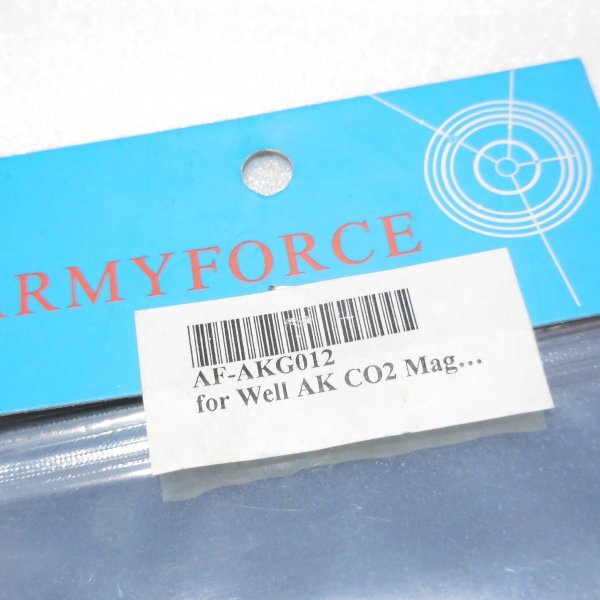 ARMYFORCE
AF-AKG012
for Well AK CO2 Mag...